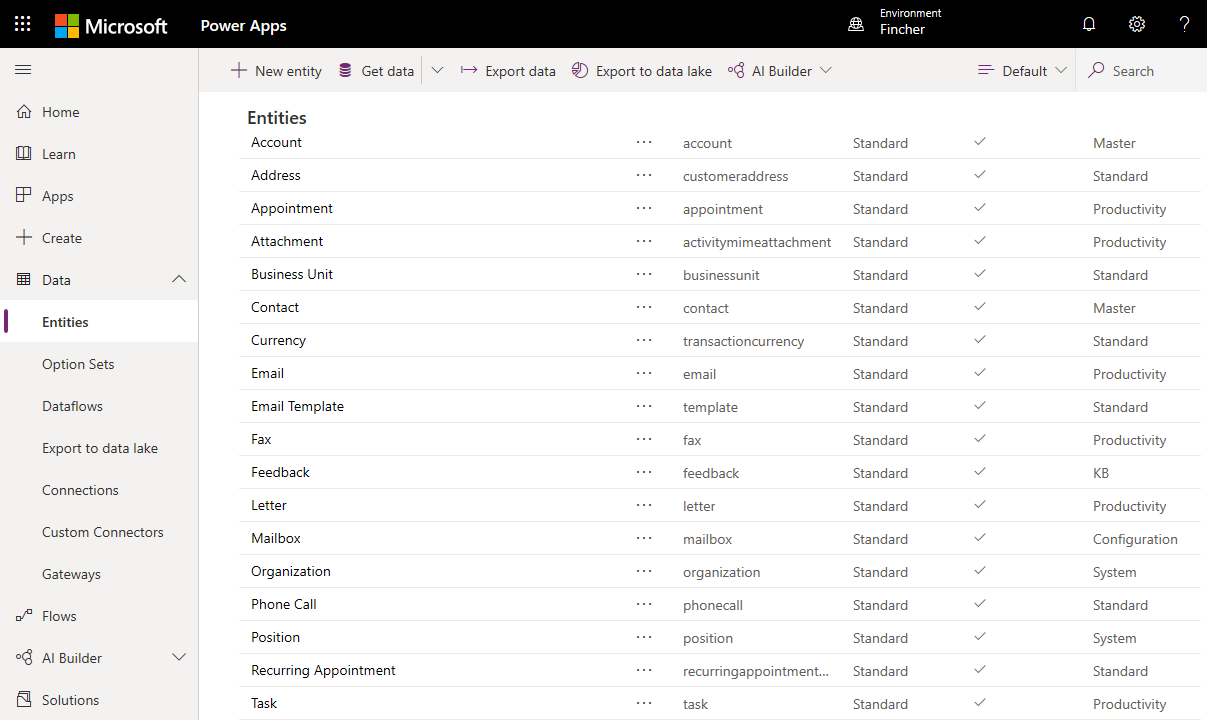 Microsoft Power Apps Environment
Fincher
New entity Get data Export data Export to data lake AI Builder Default Search
Home
Learn
Apps
Create
Data
Entities
Option Sets
Dataflows
Export to data lake
Connections
Custom Connectors
Gateways
Flows
AI Builder
Solutions
Entities
Account ··· account Standard Master
Address ··· customeraddress Standard Standard
Appointment ··· appointment Standard Productivity
Attachment ··· activitymimeattachment Standard Productivity
Business Unit ··· businessunit Standard Standard
Contact ··· contact Standard Master
Currency ··· transactioncurrency Standard Standard
Email ··· email Standard Productivity
Email Template ··· template Standard Standard
Fax ··· fax Standard Productivity
Feedback ··· feedback Standard KB
Letter ··· letter Standard Productivity
Mailbox ··· mailbox Standard Configuration
Organization ··· organization Standard System
Phone Call ··· phonecall Standard Standard
Position ··· position Standard System
Recurring Appointment ··· recurringappointment... Standard Standard
Task ··· task Standard Productivity